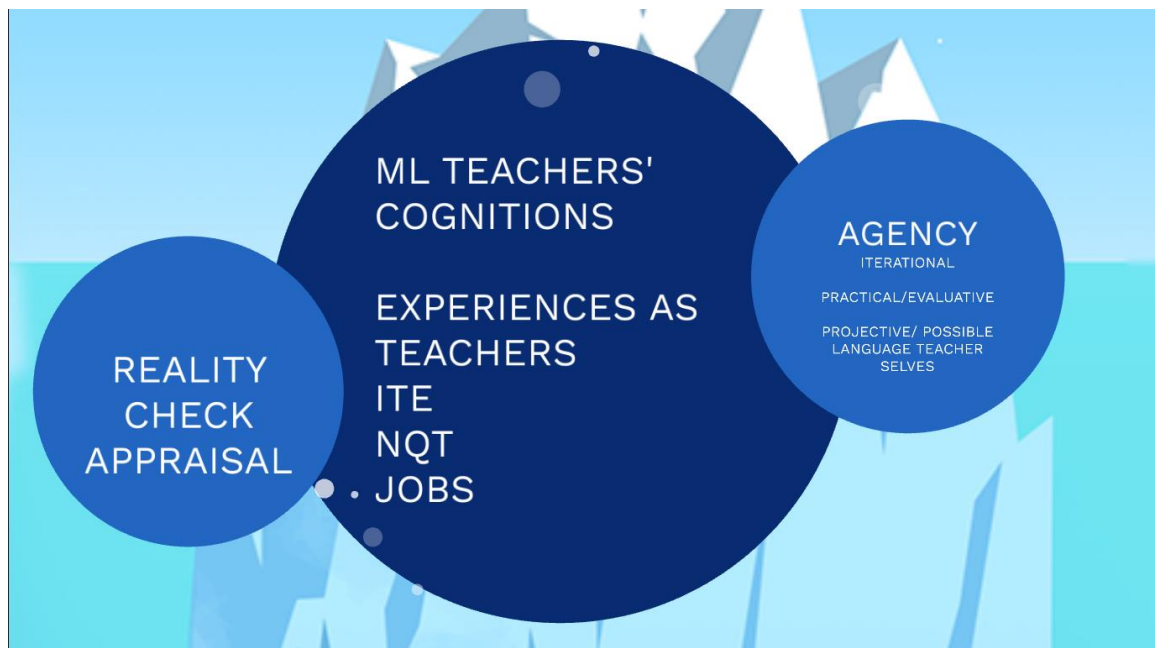 REALITY
CHECK
APPRAISAL
ML TEACHERS'
COGNITIONS
EXPERIENCES AS
TEACHERS
ITE
NQT
JOBS
AGENCY
ITERATIONAL
PRACTICAL/EVALUATIVE
PROJECTIVE/ POSSIBLE
LANGUAGE TEACHER
SELVES